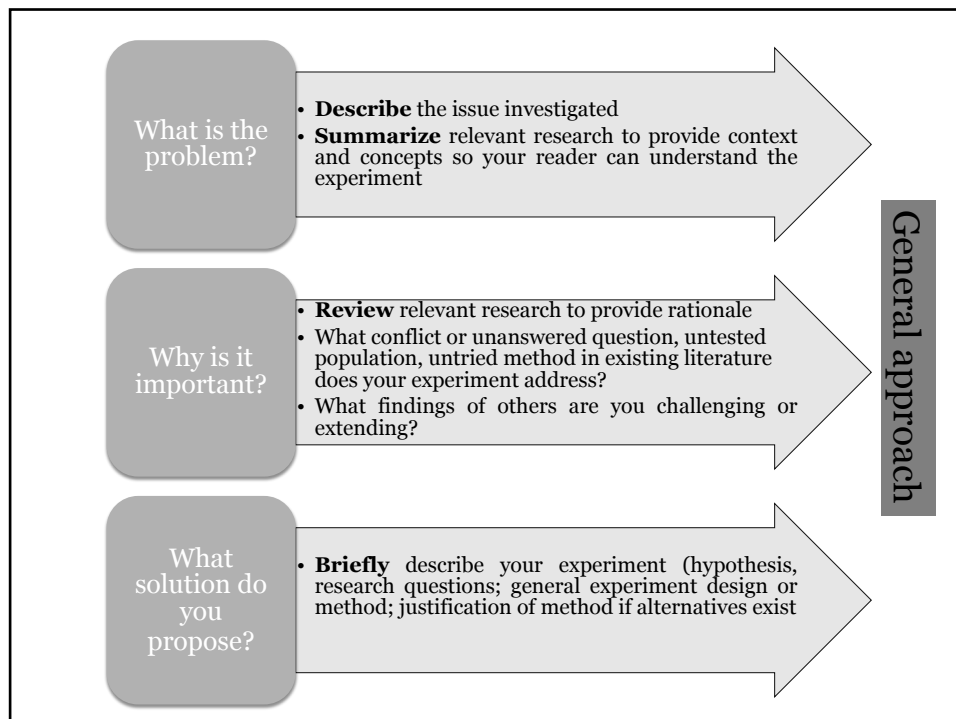 What is the
problem?
• Describe the issue investigated
• Summarize relevant research to provide context
and concepts so your reader can understand the
experiment
Why is it
important?
• Review relevant research to provide rationale
• What conflict or unanswered question, untested
population, untried method in existing literature
does your experiment address?
• What findings of others are you challenging or
extending?
What
solution do
you
propose?
• Briefly describe your experiment (hypothesis,
research questions; general experiment design or
method; justification of method if alternatives exist
General approach